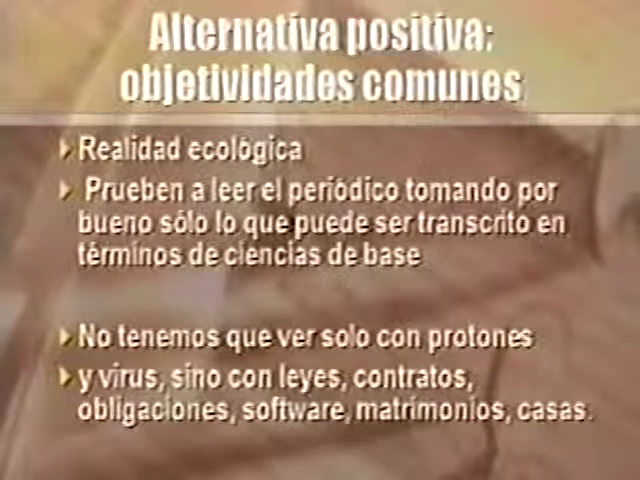 Alternativa positiva:
objetividades comunes
Realidad ecológica
Prueben a leer el periódico tomando por
bueno sólo lo que puede ser transcrito en
términos de ciencias de base
No tenemos que ver solo con protones
y virus, sino con leyes, contratos,
obligaciones, software, matrimonios, casas.